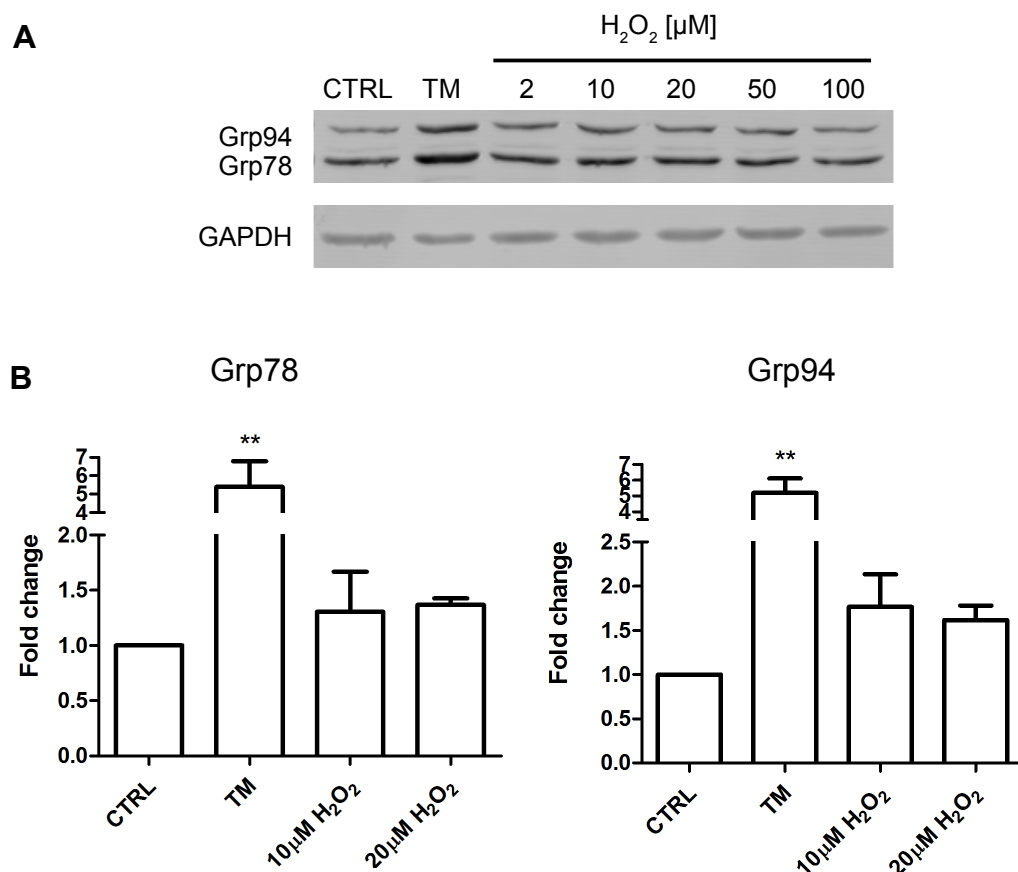 A
H₂O₂ [µM]
CTRL TM 2 10 20 50 100
Grp94
Grp78
GAPDH
B
Grp78
**
7
6
5
4
2.0
1.5
1.0
0.5
0.0
Fold change
CTRL
TM
10µM H₂O₂
20µM H₂O₂
Grp94
**
7
6
5
4
2.5
2.0
1.5
1.0
0.5
0.0
Fold change
CTRL
TM
10µM H₂O₂
20µM H₂O₂